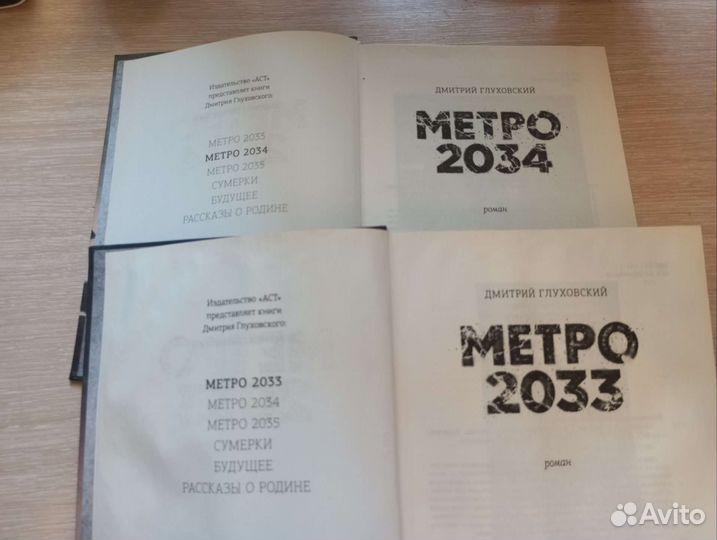 Издательство «АСТ»
представляет книги
Дмитрия Глуховского:
МЕТРО 2033
МЕТРО 2034
МЕТРО 2035
СУМЕРКИ
БУДУЩЕЕ
РАССКАЗЫ О РОДИНЕ
ДМИТРИЙ ГЛУХОВСКИЙ
МЕТРО
2034
роман
Издательство «АСТ»
представляет книги
Дмитрия Глуховского:
МЕТРО 2033
МЕТРО 2034
МЕТРО 2035
СУМЕРКИ
БУДУЩЕЕ
РАССКАЗЫ О РОДИНЕ
ДМИТРИЙ ГЛУХОВСКИЙ
МЕТРО
2033
роман
Avito